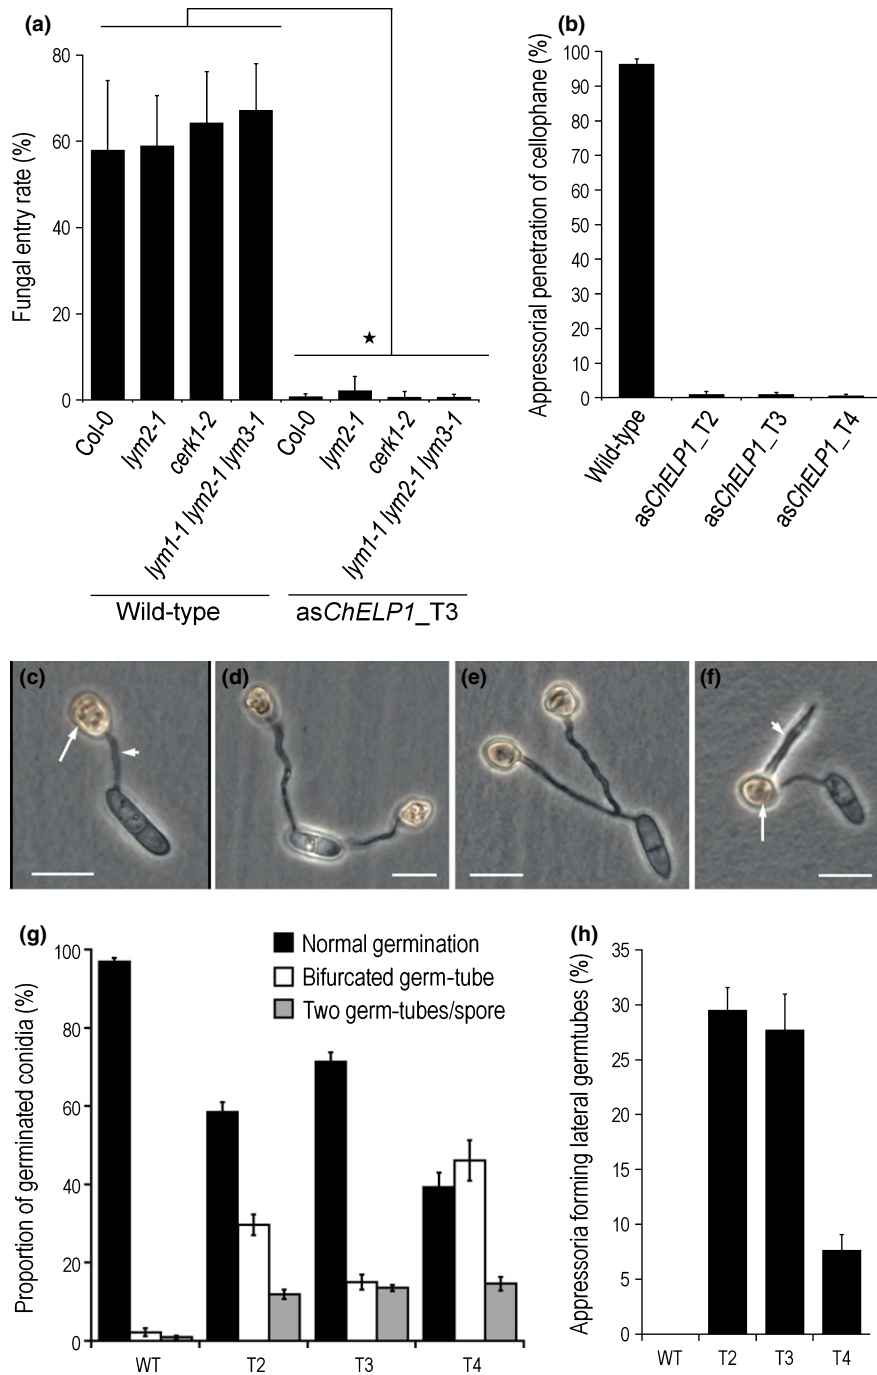 (a)
Fungal entry rate (%)
80
60
40
20
0
Col-0
lym2-1
cerk1-2
lym1-1 lym2-1 lym3-1
Col-0
lym2-1
cerk1-2
lym1-1 lym2-1 lym3-1
Wild-type
asChELP1_T3
(b)
Appressorial penetration of cellophane (%)
100
90
80
70
60
50
40
30
20
10
0
Wild-type
asChELP1_T2
asChELP1_T3
asChELP1_T4
(c)
(d)
(e)
(f)
(g)
Proportion of germinated conidia (%)
100
80
60
40
20
0
Normal germination
Bifurcated germ-tube
Two germ-tubes/spore
WT
T2
T3
T4
(h)
Appressoria forming lateral germtubes (%)
35
30
25
20
15
10
5
0
WT
T2
T3
T4